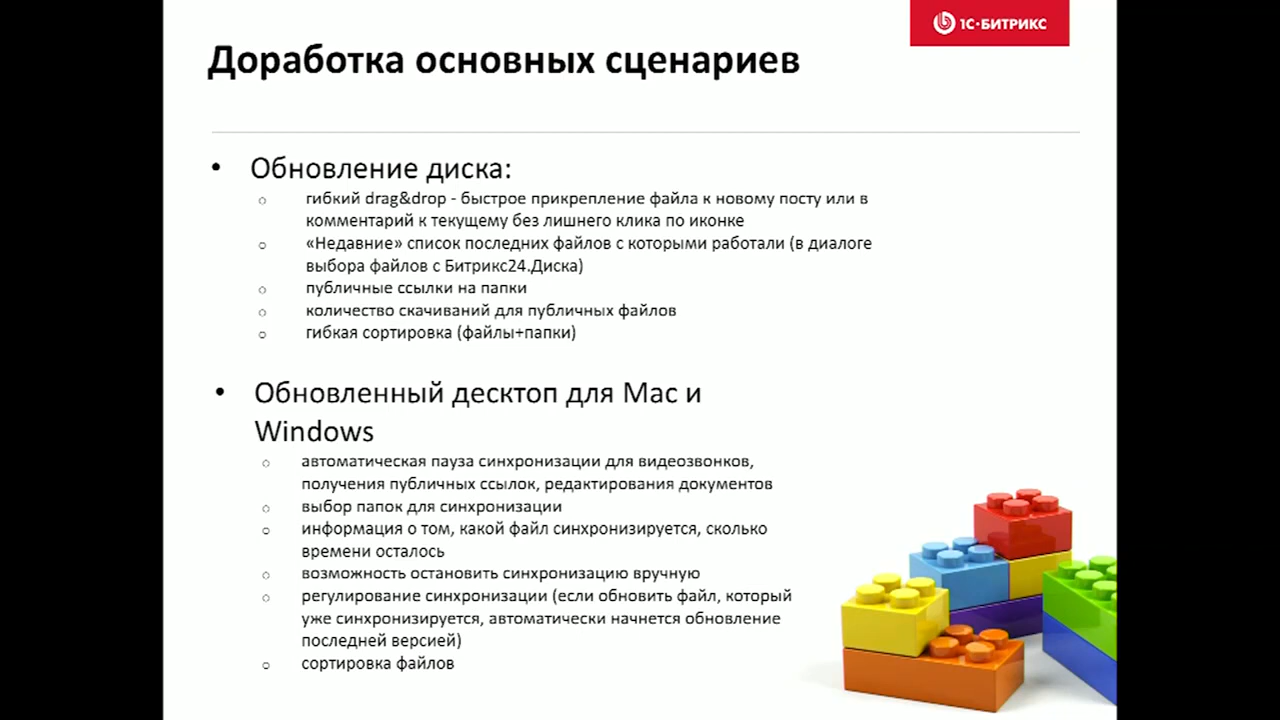 1С-БИТРИКС
Доработка основных сценариев
• Обновление диска:
○ гибкий drag&drop - быстрое прикрепление файла к новому посту или в
комментарий к текущему без лишнего клика по иконке
○ «Недавние» список последних файлов с которыми работали (в диалоге
выбора файлов с Битрикс24.Диска)
○ публичные ссылки на папки
○ количество скачиваний для публичных файлов
○ гибкая сортировка (файлы+папки)
• Обновленный десктоп для Mac и
Windows
○ автоматическая пауза синхронизации для видеозвонков,
получения публичных ссылок, редактирования документов
○ выбор папок для синхронизации
○ информация о том, какой файл синхронизируется, сколько
времени осталось
○ возможность остановить синхронизацию вручную
○ регулирование синхронизации (если обновить файл, который
уже синхронизируется, автоматически начнется обновление
последней версией)
○ сортировка файлов